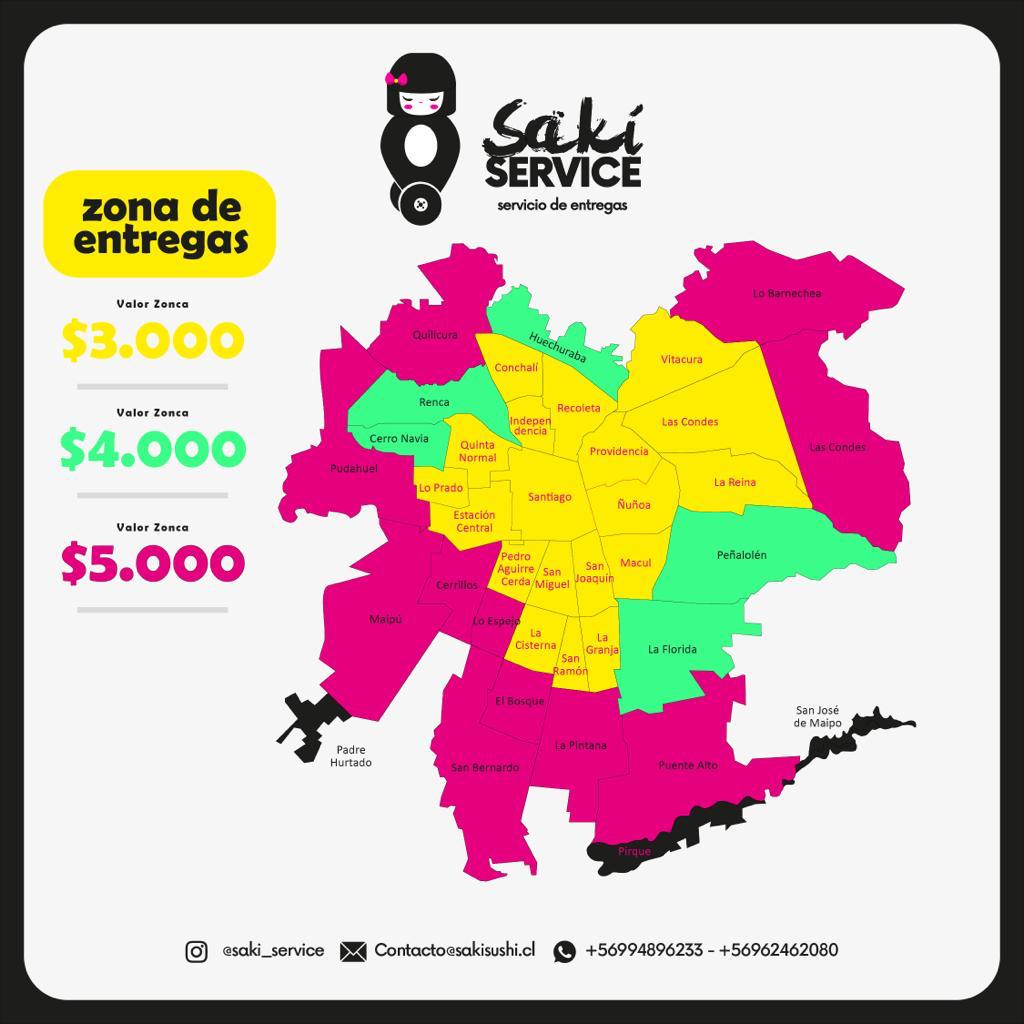 Saki
SERVICE
servicio de entregas
zona de
entregas
Valor Zonca
$3.000
Valor Zonca
$4.000
Valor Zonca
$5.000
Lo Barnechea
Quilicura
Huechuraba
Vitacura
Conchalí
Renca
Recoleta
Indepen
dencia
Las Condes
Cerro Navia
Quinta
Normal
Providencia
Las Condes
Pudahuel
Lo Prado
Santiago
La Reina
Ñuñoa
Estación
Central
Peñalolén
Pedro
Aguirre
Cerda
San
Miguel
San
Joaquín
Macul
Cerrillos
Maipú
Lo Espejo
La
Cisterna
San
Ramón
La
Granja
La Florida
El Bosque
San José
de Maipo
Padre
Hurtado
La Pintana
San Bernardo
Puente Alto
Pirque
@saki_service
Contacto@sakisushi.cl
+56994896233 - +56962462080